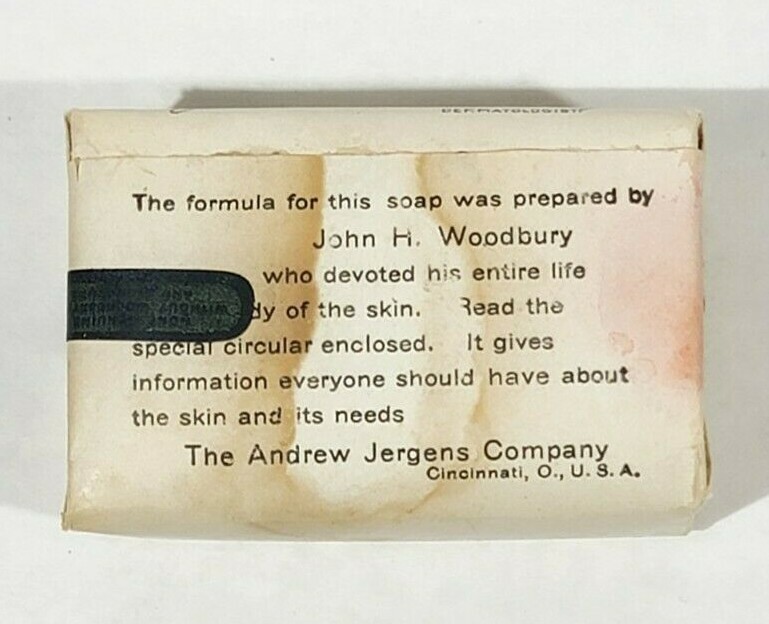 DERMATOLOGIST
The formula for this soap was prepared by
John H. Woodbury
who devoted his entire life
dy of the skin. Read the
special circular enclosed. It gives
information everyone should have about
the skin and its needs
The Andrew Jergens Company
Cincinnati, O., U. S. A.